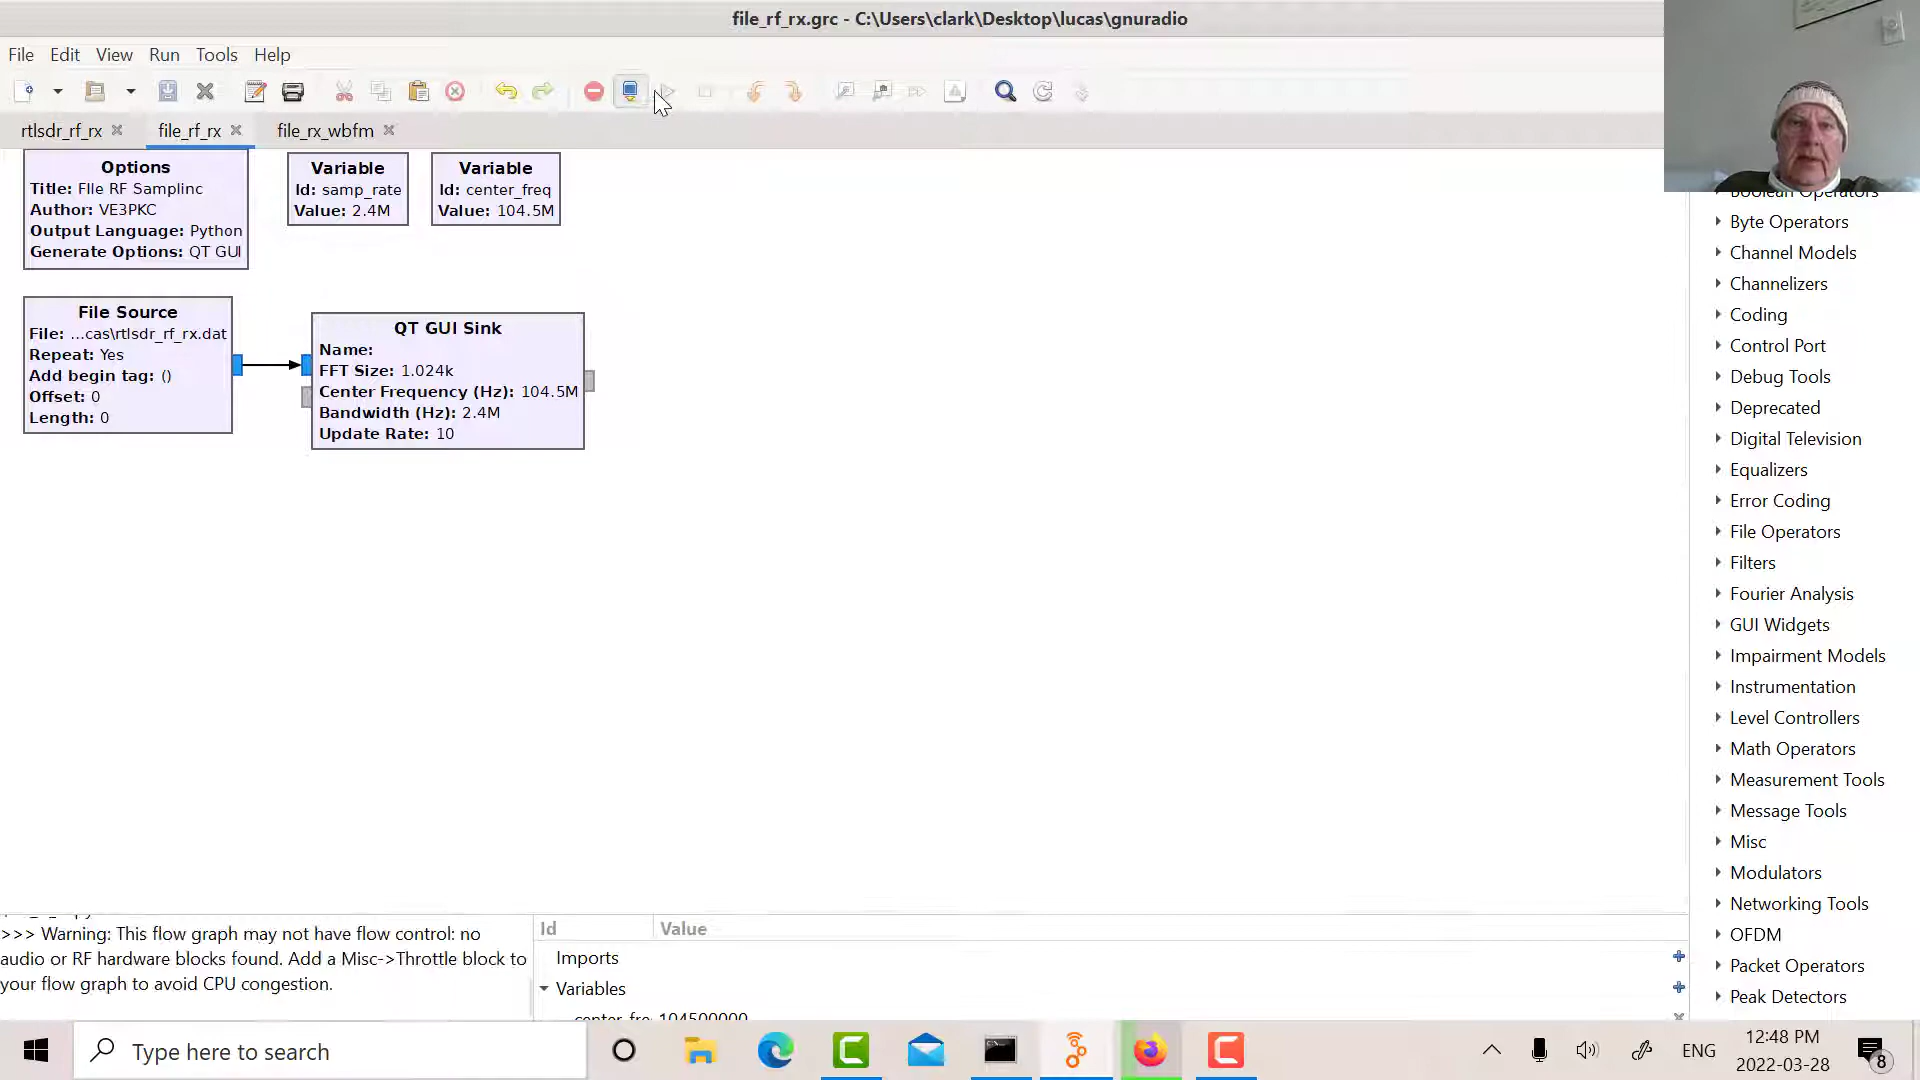 file_rf_rx.grc - C:\Users\clark\Desktop\lucas\gnuradio
File Edit View Run Tools Help
rtlsdr_rf_rx file_rf_rx file_rx_wbfm
Options
Title: FIle RF Samplinc
Author: VE3PKC
Output Language: Python
Generate Options: QT GUI
Variable
Id: samp_rate
Value: 2.4M
Variable
Id: center_freq
Value: 104.5M
File Source
File: ...cas\rtlsdr_rf_rx.dat
Repeat: Yes
Add begin tag: ()
Offset: 0
Length: 0
QT GUI Sink
Name:
FFT Size: 1.024k
Center Frequency (Hz): 104.5M
Bandwidth (Hz): 2.4M
Update Rate: 10
Boolean Operators
Byte Operators
Channel Models
Channelizers
Coding
Control Port
Debug Tools
Deprecated
Digital Television
Equalizers
Error Coding
File Operators
Filters
Fourier Analysis
GUI Widgets
Impairment Models
Instrumentation
Level Controllers
Math Operators
Measurement Tools
Message Tools
Misc
Modulators
Networking Tools
OFDM
Packet Operators
Peak Detectors
>>> Warning: This flow graph may not have flow control: no
audio or RF hardware blocks found. Add a Misc->Throttle block to
your flow graph to avoid CPU congestion.
Id Value
Imports
Variables
center_fre 104500000
Type here to search
ENG
12:48 PM
2022-03-28
8